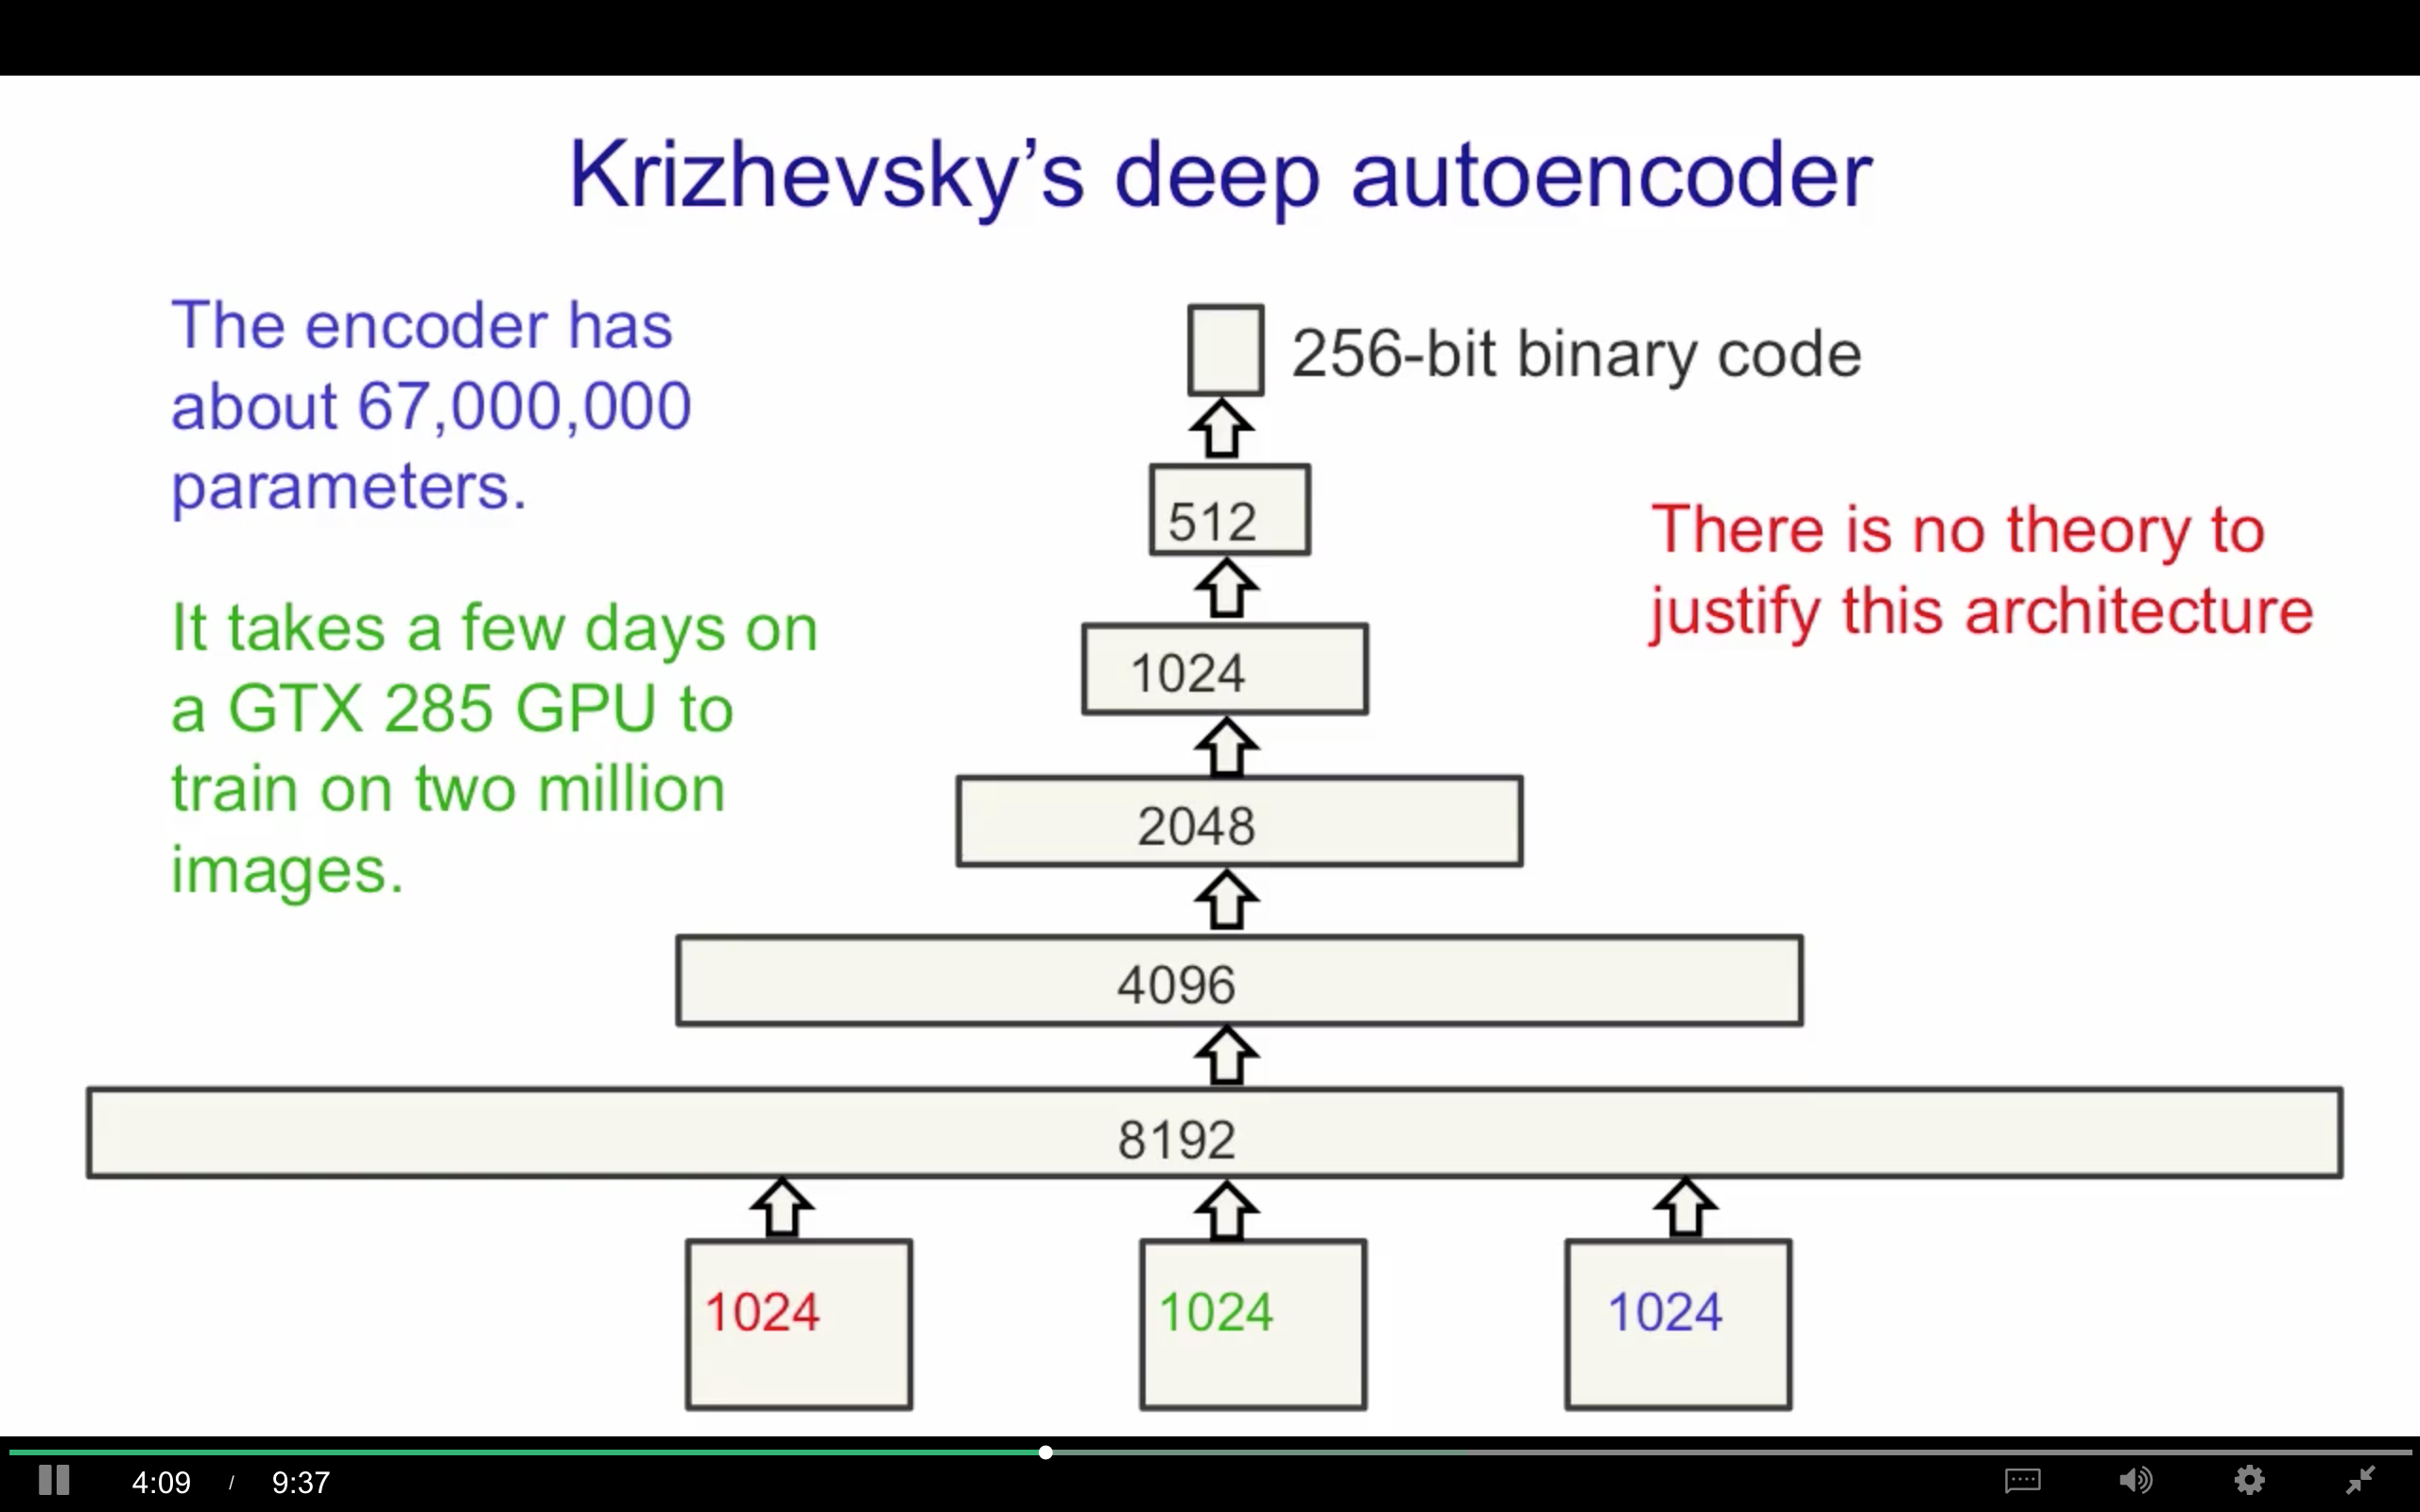 Krizhevsky's deep autoencoder
The encoder has
about 67,000,000
parameters.
It takes a few days on
a GTX 285 GPU to
train on two million
images.
256-bit binary code
512
There is no theory to
justify this architecture
1024
2048
4096
8192
1024
1024
1024
4:09 / 9:37